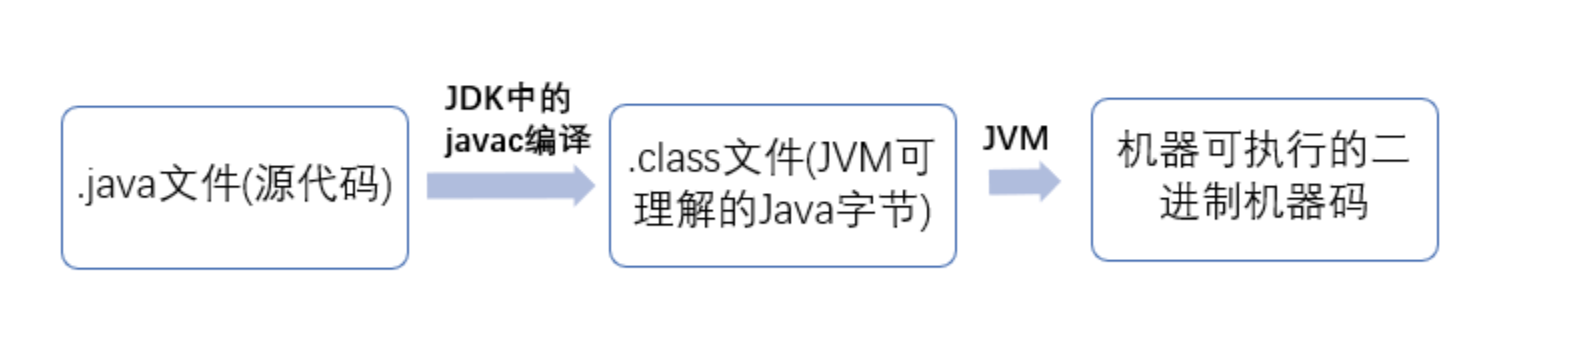 .java文件(源代码)
JDK中的
javac编译
.class文件(JVM可
理解的Java字节)
JVM
机器可执行的二
进制机器码